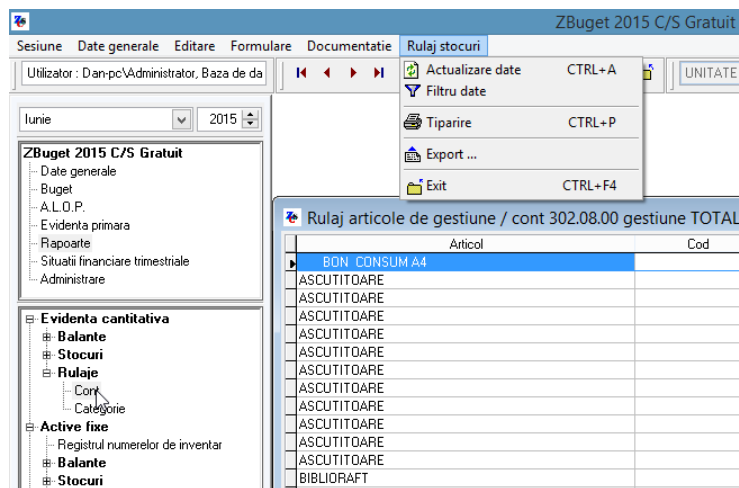 ZBuget 2015 C/S Gratuit
Sesiune Date generale Editare Formulare Documentatie Rulaj stocuri
Utilizator : Dan-pc\Administrator, Baza de da
UNITATE
Actualizare date CTRL+A
Filtru date
Tiparire CTRL+P
Export ...
Exit CTRL+F4
Iunie 2015
ZBuget 2015 C/S Gratuit
Date generale
Buget
A.L.O.P.
Evidenta primara
Rapoarte
Situatii financiare trimestriale
Administrare
Evidenta cantitativa
Balante
Stocuri
Rulaje
Cont
Categorie
Active fixe
Registrul numerelor de inventar
Balante
Stocuri
Rulaj articole de gestiune / cont 302.08.00 gestiune TOTAL
Articol Cod
BON CONSUM A4
ASCUTITOARE
ASCUTITOARE
ASCUTITOARE
ASCUTITOARE
ASCUTITOARE
ASCUTITOARE
ASCUTITOARE
ASCUTITOARE
ASCUTITOARE
ASCUTITOARE
ASCUTITOARE
BIBLIORAFT